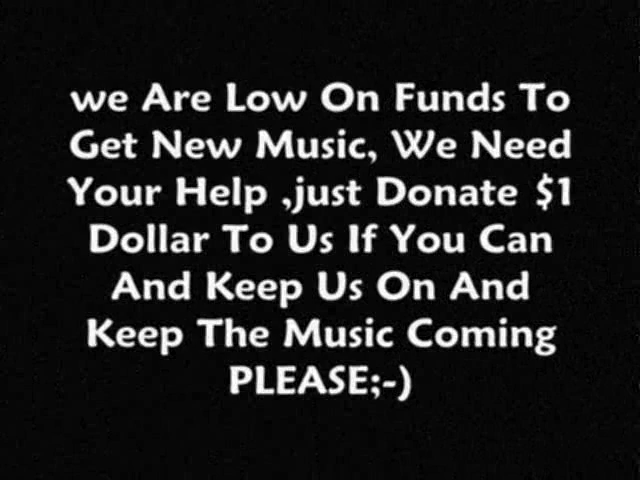 we Are Low On Funds To
Get New Music, We Need
Your Help ,just Donate $1
Dollar To Us If You Can
And Keep Us On And
Keep The Music Coming
PLEASE;-)